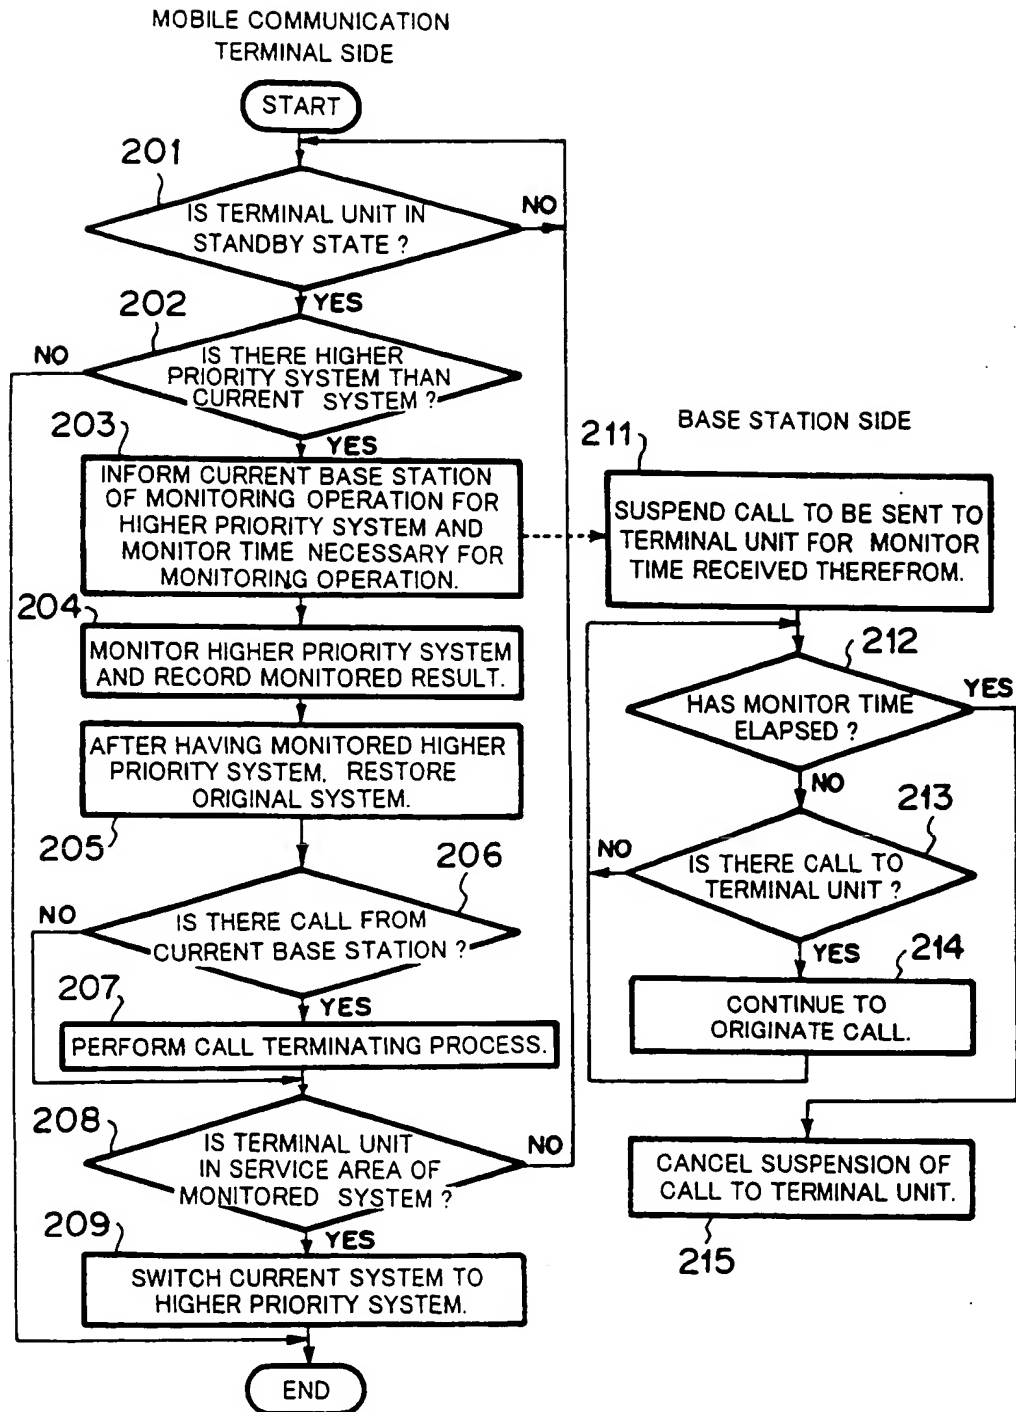 MOBILE COMMUNICATION
TERMINAL SIDE
START
201
IS TERMINAL UNIT IN
STANDBY STATE ?
NO
YES
202
NO
IS THERE HIGHER
PRIORITY SYSTEM THAN
CURRENT SYSTEM ?
203
YES
INFORM CURRENT BASE STATION
OF MONITORING OPERATION FOR
HIGHER PRIORITY SYSTEM AND
MONITOR TIME NECESSARY FOR
MONITORING OPERATION.
204
MONITOR HIGHER PRIORITY SYSTEM
AND RECORD MONITORED RESULT.
AFTER HAVING MONITORED HIGHER
PRIORITY SYSTEM, RESTORE
ORIGINAL SYSTEM.
205
206
NO
IS THERE CALL FROM
CURRENT BASE STATION ?
207
YES
PERFORM CALL TERMINATING PROCESS.
208
IS TERMINAL UNIT
IN SERVICE AREA OF
MONITORED SYSTEM ?
NO
209
YES
SWITCH CURRENT SYSTEM TO
HIGHER PRIORITY SYSTEM.
END
BASE STATION SIDE
211
SUSPEND CALL TO BE SENT TO
TERMINAL UNIT FOR MONITOR
TIME RECEIVED THEREFROM.
212
YES
HAS MONITOR TIME
ELAPSED ?
NO
213
NO
IS THERE CALL TO
TERMINAL UNIT ?
YES
214
CONTINUE TO
ORIGINATE CALL.
CANCEL SUSPENSION OF
CALL TO TERMINAL UNIT.
215